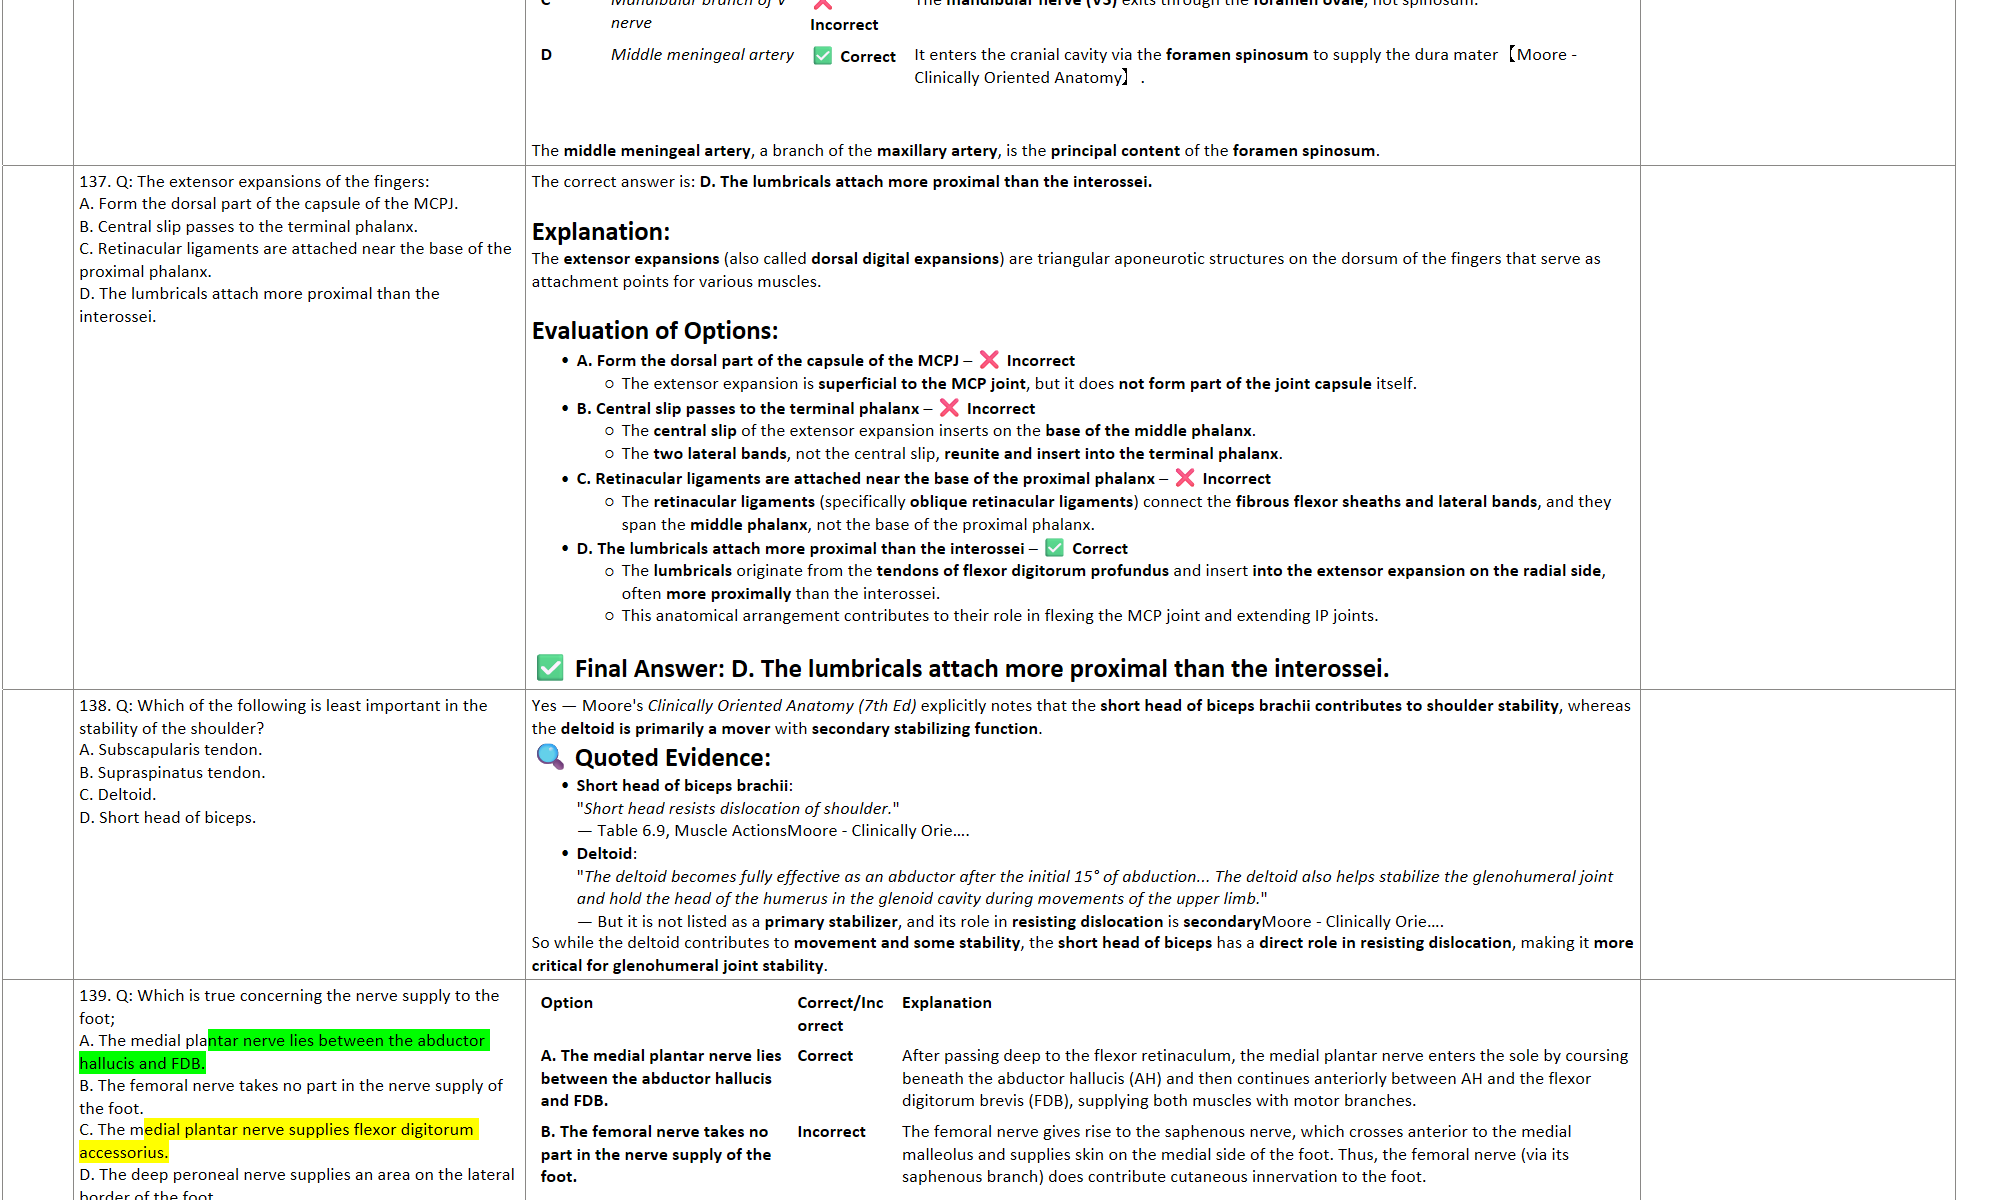 C Mandibular branch of V ❌ The mandibular nerve (V3) exits through the foramen ovale, not spinosum.
nerve Incorrect
D Middle meningeal artery ✅ Correct It enters the cranial cavity via the foramen spinosum to supply the dura mater【Moore -
Clinically Oriented Anatomy】.
The middle meningeal artery, a branch of the maxillary artery, is the principal content of the foramen spinosum.
137. Q: The extensor expansions of the fingers:
A. Form the dorsal part of the capsule of the MCPJ.
B. Central slip passes to the terminal phalanx.
C. Retinacular ligaments are attached near the base of the
proximal phalanx.
D. The lumbricals attach more proximal than the
interossei.
The correct answer is: D. The lumbricals attach more proximal than the interossei.
Explanation:
The extensor expansions (also called dorsal digital expansions) are triangular aponeurotic structures on the dorsum of the fingers that serve as
attachment points for various muscles.
Evaluation of Options:
• A. Form the dorsal part of the capsule of the MCPJ – ❌ Incorrect
○ The extensor expansion is superficial to the MCP joint, but it does not form part of the joint capsule itself.
• B. Central slip passes to the terminal phalanx – ❌ Incorrect
○ The central slip of the extensor expansion inserts on the base of the middle phalanx.
○ The two lateral bands, not the central slip, reunite and insert into the terminal phalanx.
• C. Retinacular ligaments are attached near the base of the proximal phalanx – ❌ Incorrect
○ The retinacular ligaments (specifically oblique retinacular ligaments) connect the fibrous flexor sheaths and lateral bands, and they
span the middle phalanx, not the base of the proximal phalanx.
• D. The lumbricals attach more proximal than the interossei – ✅ Correct
○ The lumbricals originate from the tendons of flexor digitorum profundus and insert into the extensor expansion on the radial side,
often more proximally than the interossei.
○ This anatomical arrangement contributes to their role in flexing the MCP joint and extending IP joints.
✅ Final Answer: D. The lumbricals attach more proximal than the interossei.
138. Q: Which of the following is least important in the
stability of the shoulder?
A. Subscapularis tendon.
B. Supraspinatus tendon.
C. Deltoid.
D. Short head of biceps.
Yes — Moore's Clinically Oriented Anatomy (7th Ed) explicitly notes that the short head of biceps brachii contributes to shoulder stability, whereas
the deltoid is primarily a mover with secondary stabilizing function.
🔍 Quoted Evidence:
• Short head of biceps brachii:
"Short head resists dislocation of shoulder."
— Table 6.9, Muscle ActionsMoore - Clinically Orie….
• Deltoid:
"The deltoid becomes fully effective as an abductor after the initial 15° of abduction... The deltoid also helps stabilize the glenohumeral joint
and hold the head of the humerus in the glenoid cavity during movements of the upper limb."
— But it is not listed as a primary stabilizer, and its role in resisting dislocation is secondaryMoore - Clinically Orie….
So while the deltoid contributes to movement and some stability, the short head of biceps has a direct role in resisting dislocation, making it more
critical for glenohumeral joint stability.
139. Q: Which is true concerning the nerve supply to the
foot;
A. The medial plantar nerve lies between the abductor
hallucis and FDB.
B. The femoral nerve takes no part in the nerve supply of
the foot.
C. The medial plantar nerve supplies flexor digitorum
accessorius.
D. The deep peroneal nerve supplies an area on the lateral
border of the foot
Option Correct/Inc Explanation
orrect
A. The medial plantar nerve lies Correct After passing deep to the flexor retinaculum, the medial plantar nerve enters the sole by coursing
between the abductor hallucis beneath the abductor hallucis (AH) and then continues anteriorly between AH and the flexor
and FDB. digitorum brevis (FDB), supplying both muscles with motor branches.
B. The femoral nerve takes no Incorrect The femoral nerve gives rise to the saphenous nerve, which crosses anterior to the medial
part in the nerve supply of the malleolus and supplies skin on the medial side of the foot. Thus, the femoral nerve (via its
foot. saphenous branch) does contribute cutaneous innervation to the foot.